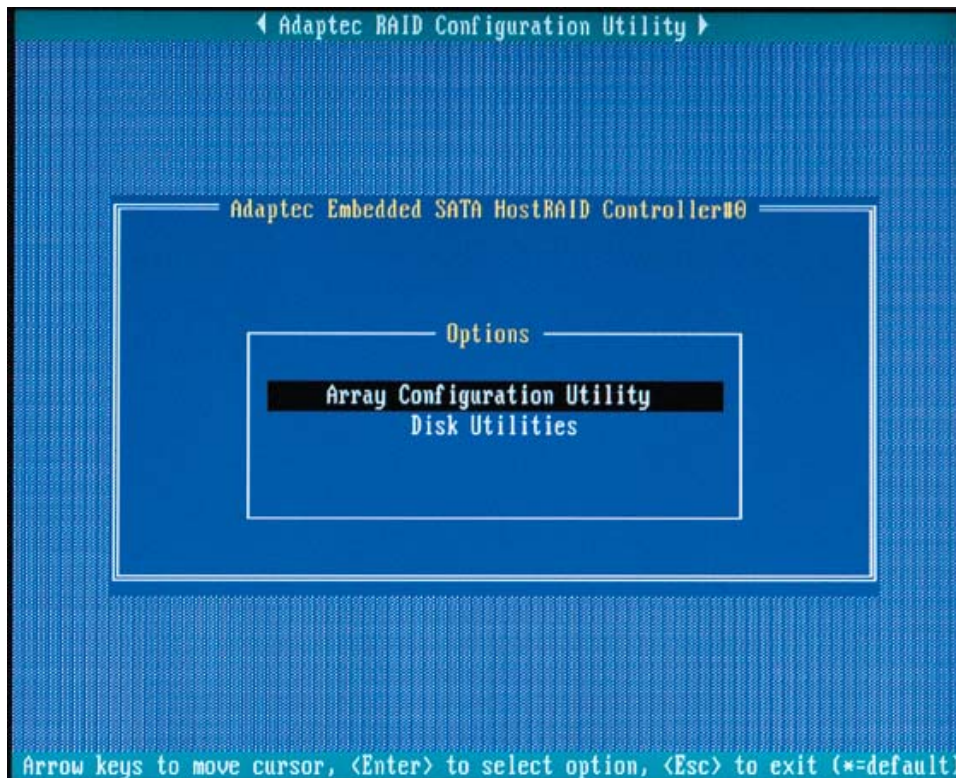 Adaptec RAID Configuration Utility
Adaptec Embedded SATA HostRAID Controller#0
Options
Array Configuration Utility
Disk Utilities
Arrow keys to move cursor, <Enter> to select option, <Esc> to exit (*=default)